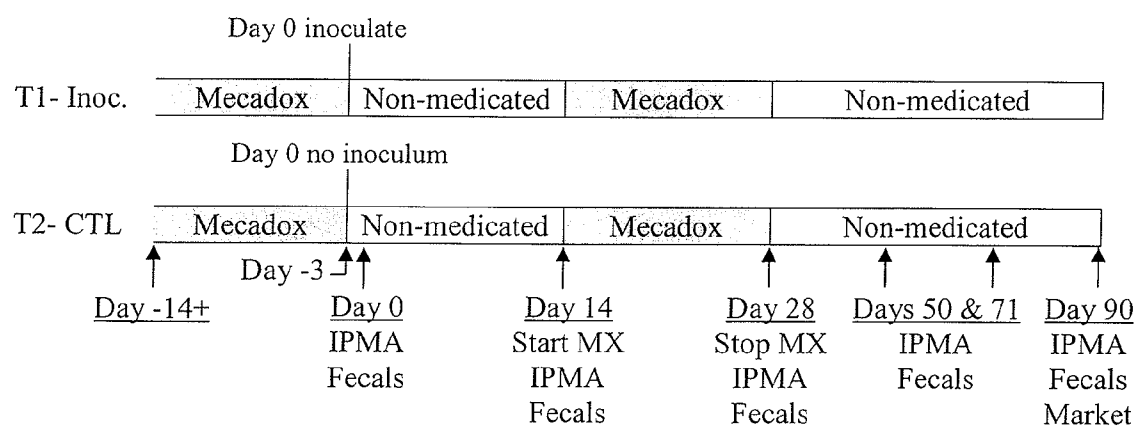 Day 0 inoculate
T1- Inoc. Mecadox Non-medicated Mecadox Non-medicated
Day 0 no inoculum
T2- CTL Mecadox Non-medicated Mecadox Non-medicated
Day -3
Day -14+ Day 0 Day 14 Day 28 Days 50 & 71 Day 90
IPMA Start MX Stop MX IPMA IPMA
Fecals IPMA IPMA Fecals Fecals
Fecals Fecals Market